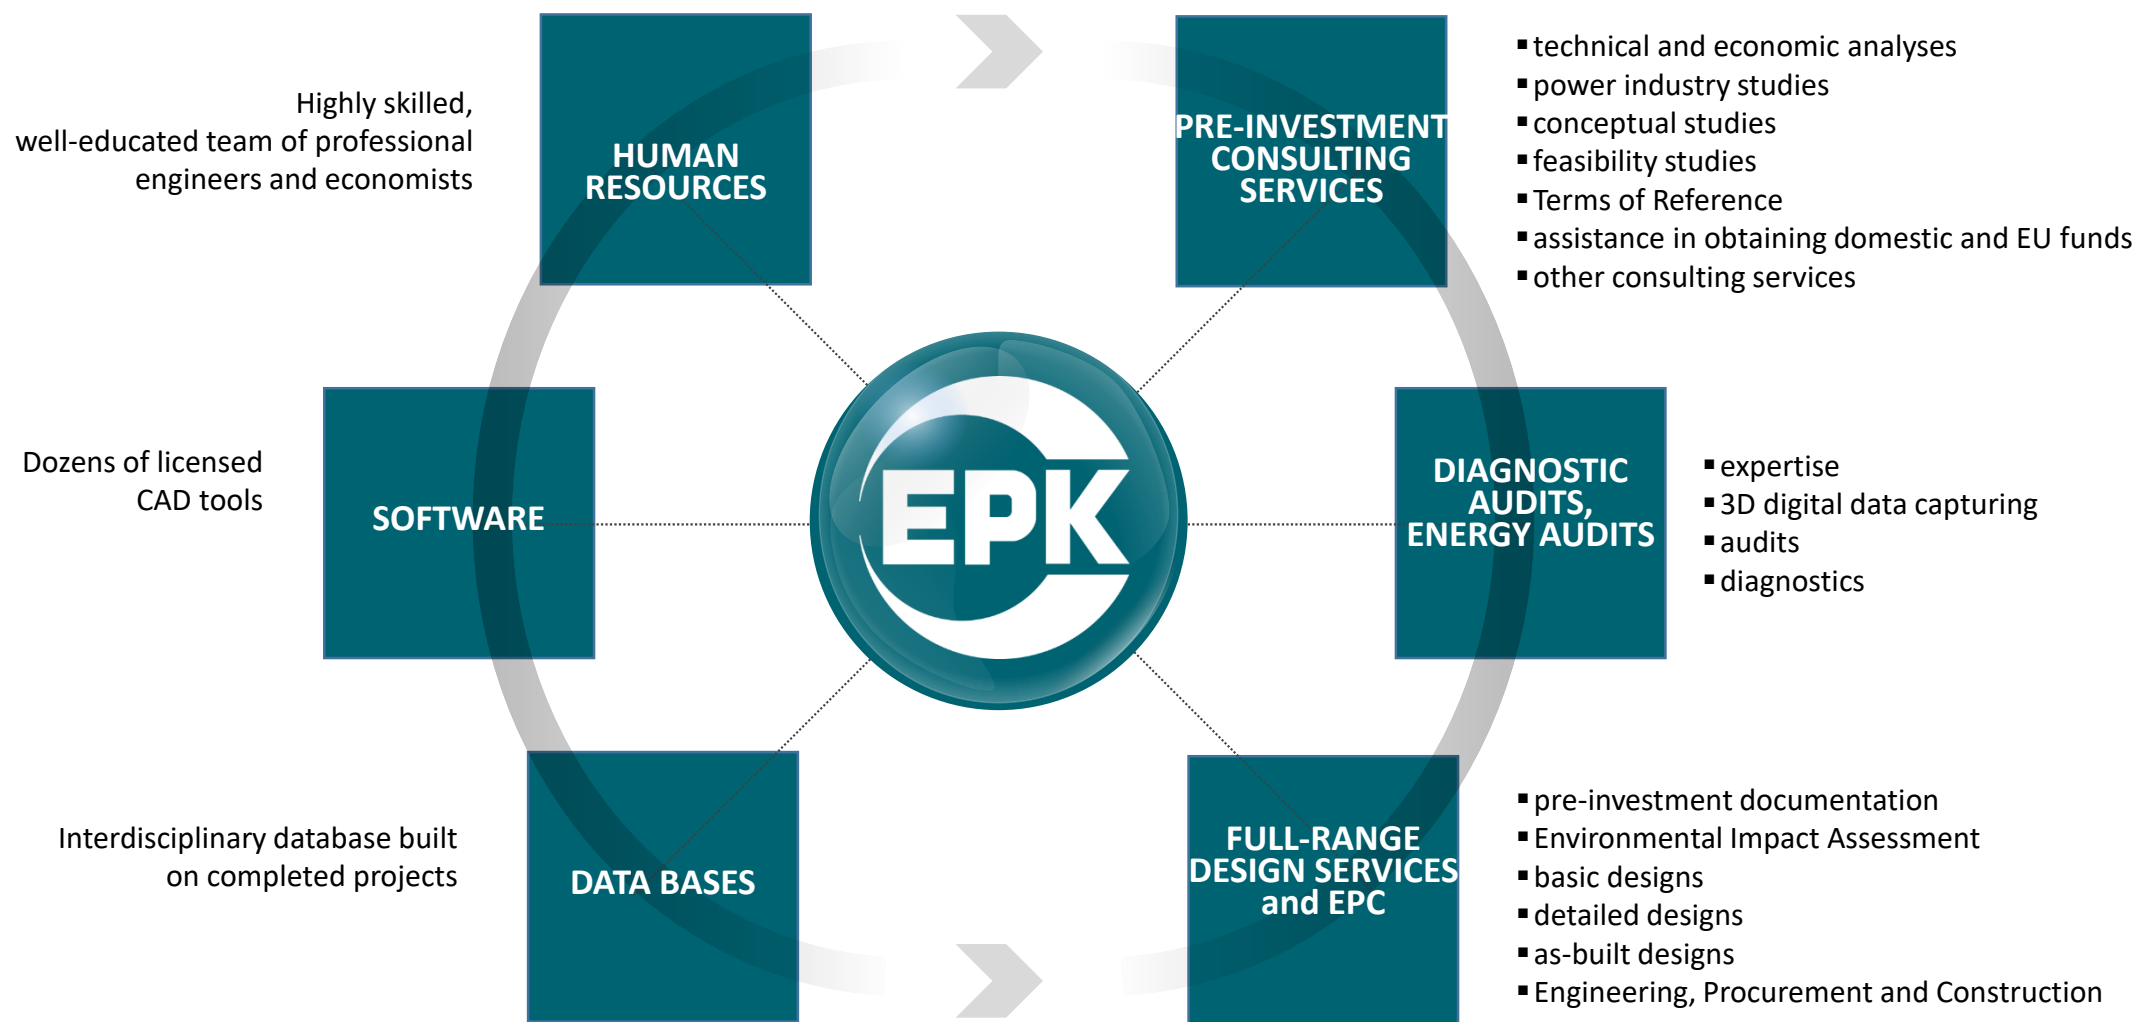 Highly skilled,
well-educated team of professional
engineers and economists
HUMAN
RESOURCES
PRE-INVESTMENT
CONSULTING
SERVICES
▪technical and economic analyses
▪power industry studies
▪conceptual studies
▪feasibility studies
▪Terms of Reference
▪assistance in obtaining domestic and EU funds
▪other consulting services
Dozens of licensed
CAD tools
SOFTWARE
EPK
DIAGNOSTIC
AUDITS,
ENERGY AUDITS
▪expertise
▪3D digital data capturing
▪audits
▪diagnostics
Interdisciplinary database built
on completed projects
DATA BASES
FULL-RANGE
DESIGN SERVICES
and EPC
▪pre-investment documentation
▪Environmental Impact Assessment
▪basic designs
▪detailed designs
▪as-built designs
▪Engineering, Procurement and Construction